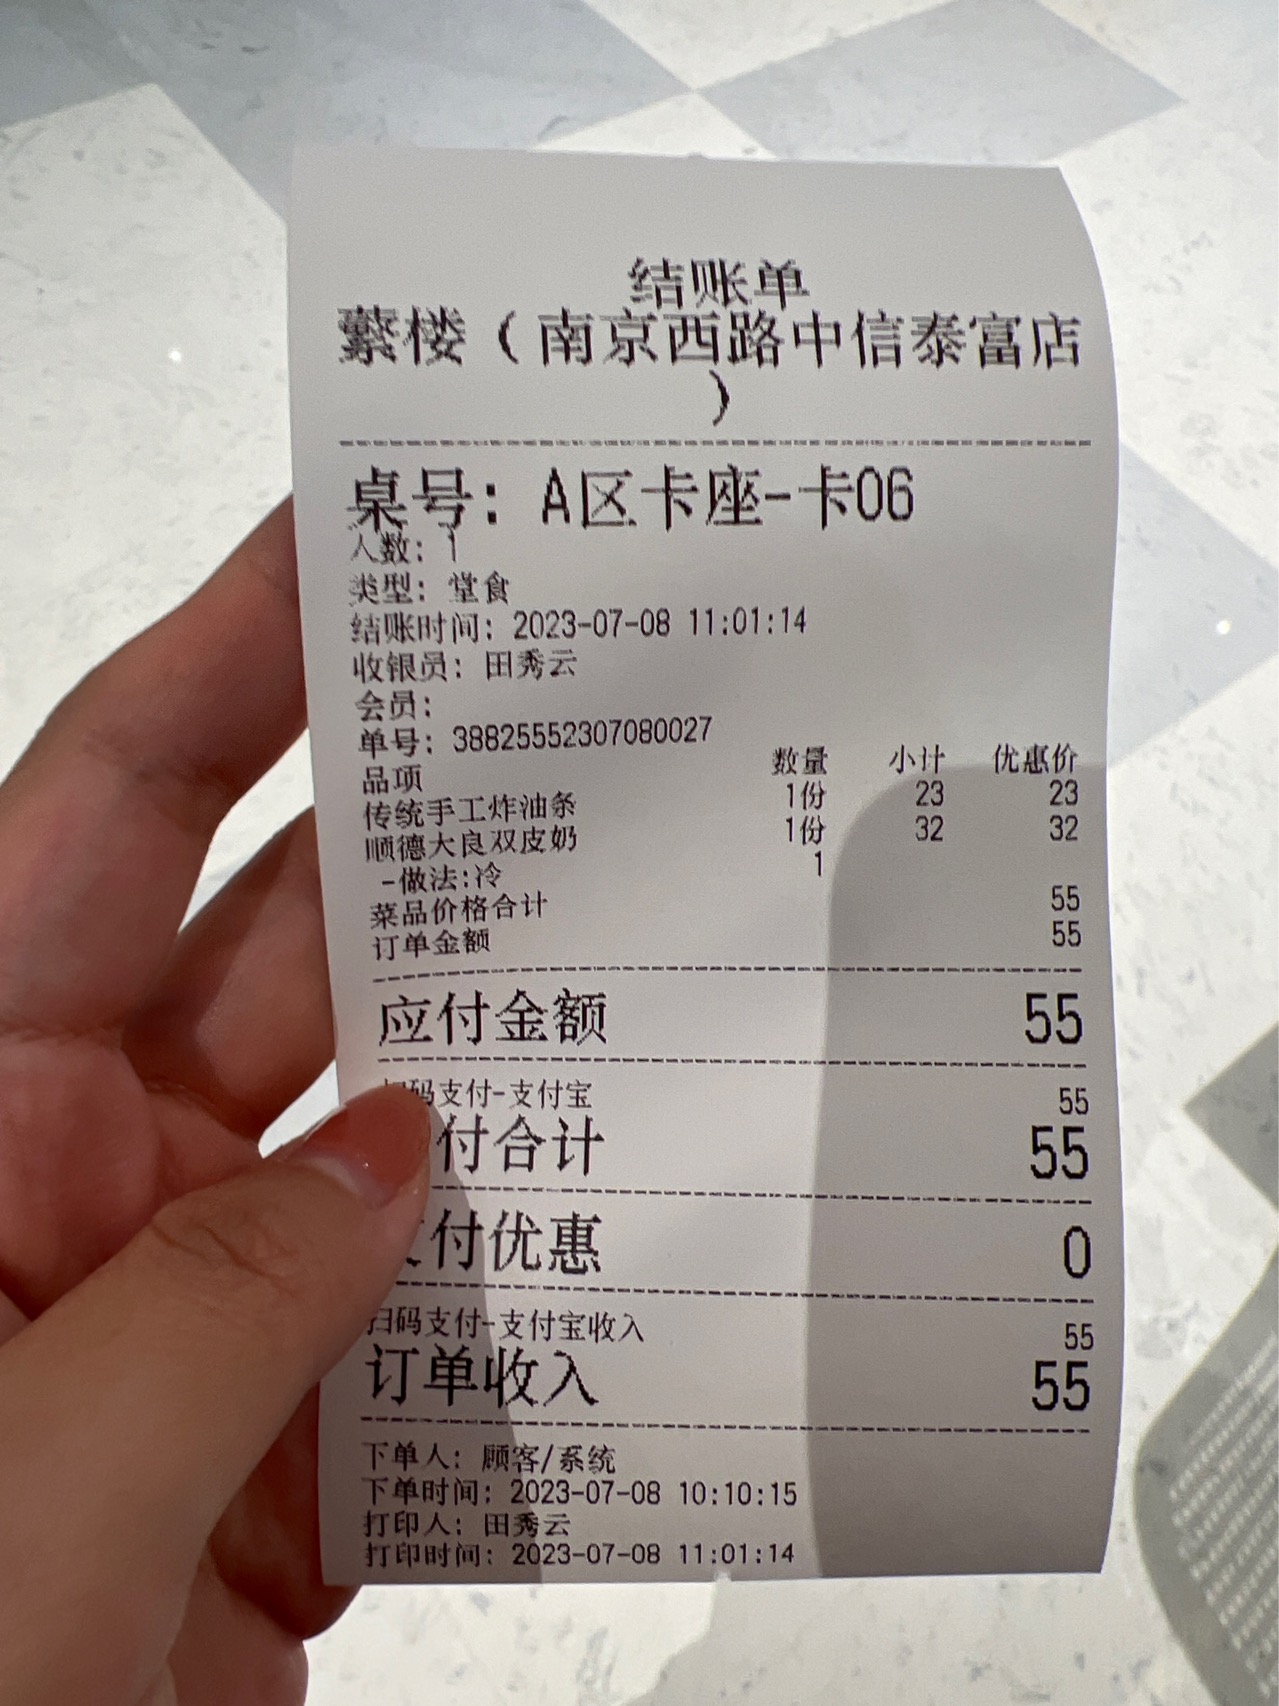 结账单
蘩楼（南京西路中信泰富店
）
桌号：A区卡座-卡06
人数：1
类型：堂食
结账时间：2023-07-08 11:01:14
收银员：田秀云
会员：
单号：38825552307080027
品项 数量 小计 优惠价
传统手工炸油条 1份 23 23
顺德大良双皮奶 1份 32 32
-做法:冷 1
菜品价格合计 55
订单金额 55
应付金额 55
码支付-支付宝 55
付合计 55
付优惠 0
扫码支付-支付宝收入 55
订单收入 55
下单人：顾客/系统
下单时间：2023-07-08 10:10:15
打印人：田秀云
打印时间：2023-07-08 11:01:14